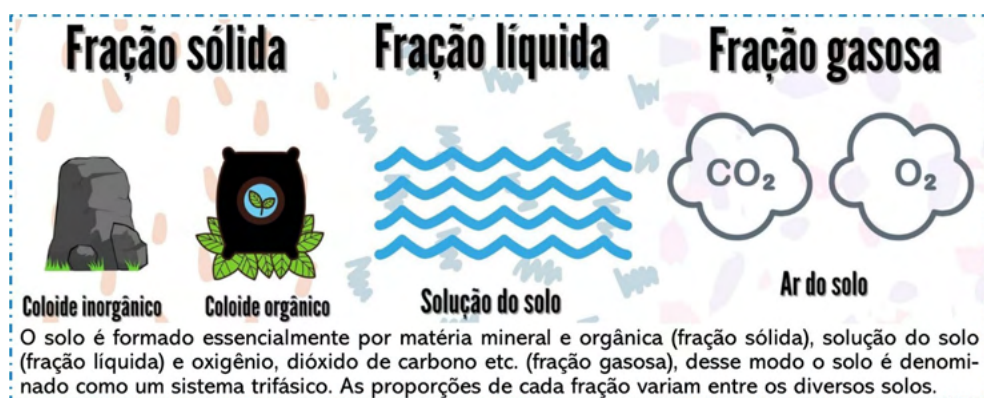 Fração sólida
Fração líquida
Fração gasosa
CO₂
O₂
Coloide inorgânico
Coloide orgânico
Solução do solo
Ar do solo
O solo é formado essencialmente por matéria mineral e orgânica (fração sólida), solução do solo
(fração líquida) e oxigênio, dióxido de carbono etc. (fração gasosa), desse modo o solo é denomi-
nado como um sistema trifásico. As proporções de cada fração variam entre os diversos solos.